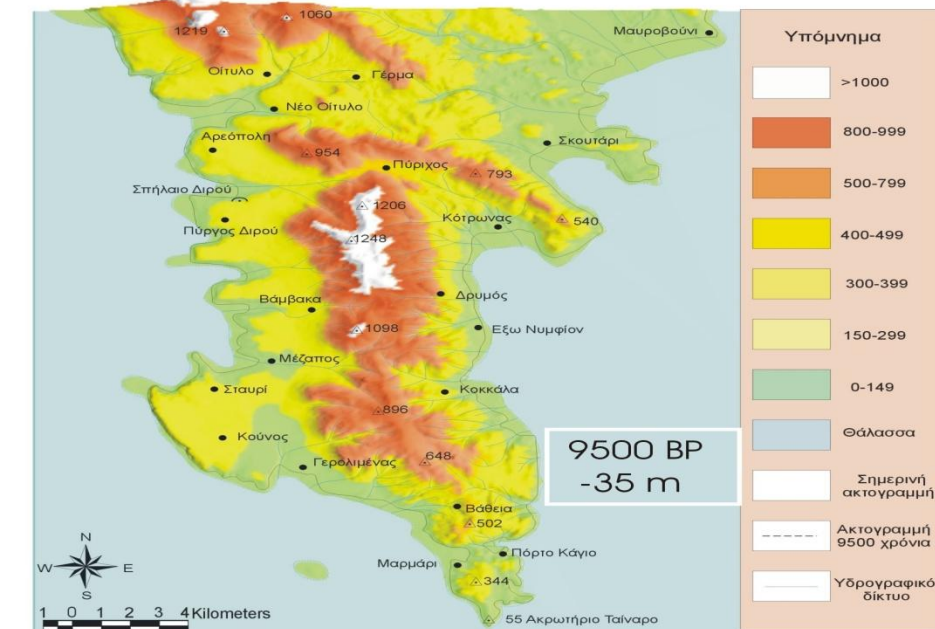 1060
1219
Μαυροβούνι
Οίτυλο
Γέρμα
Νέο Οίτυλο
Αρεόπολη
954
Σκουτάρι
Πύριχος
793
Σπήλαιο Διρού
1206
540
Κότρωνας
Πύργος Διρού
1248
Δρυμός
Βάμβακα
1098
Εξω Νυμφίον
Μέζαπος
Σταυρί
Κοκκάλα
896
Κούνος
648
Γερολιμένας
9500 BP
-35 m
Βάθεια
502
Πόρτο Κάγιο
Μαρμάρι
344
55 Ακρωτήριο Ταίναρο
N
W E
S
1 0 1 2 3 4 Kilometers
Υπόμνημα
>1000
800-999
500-799
400-499
300-399
150-299
0-149
Θάλασσα
Σημερινή
ακτογραμμή
Ακτογραμμή
9500 χρόνια
Υδρογραφικό
δίκτυο